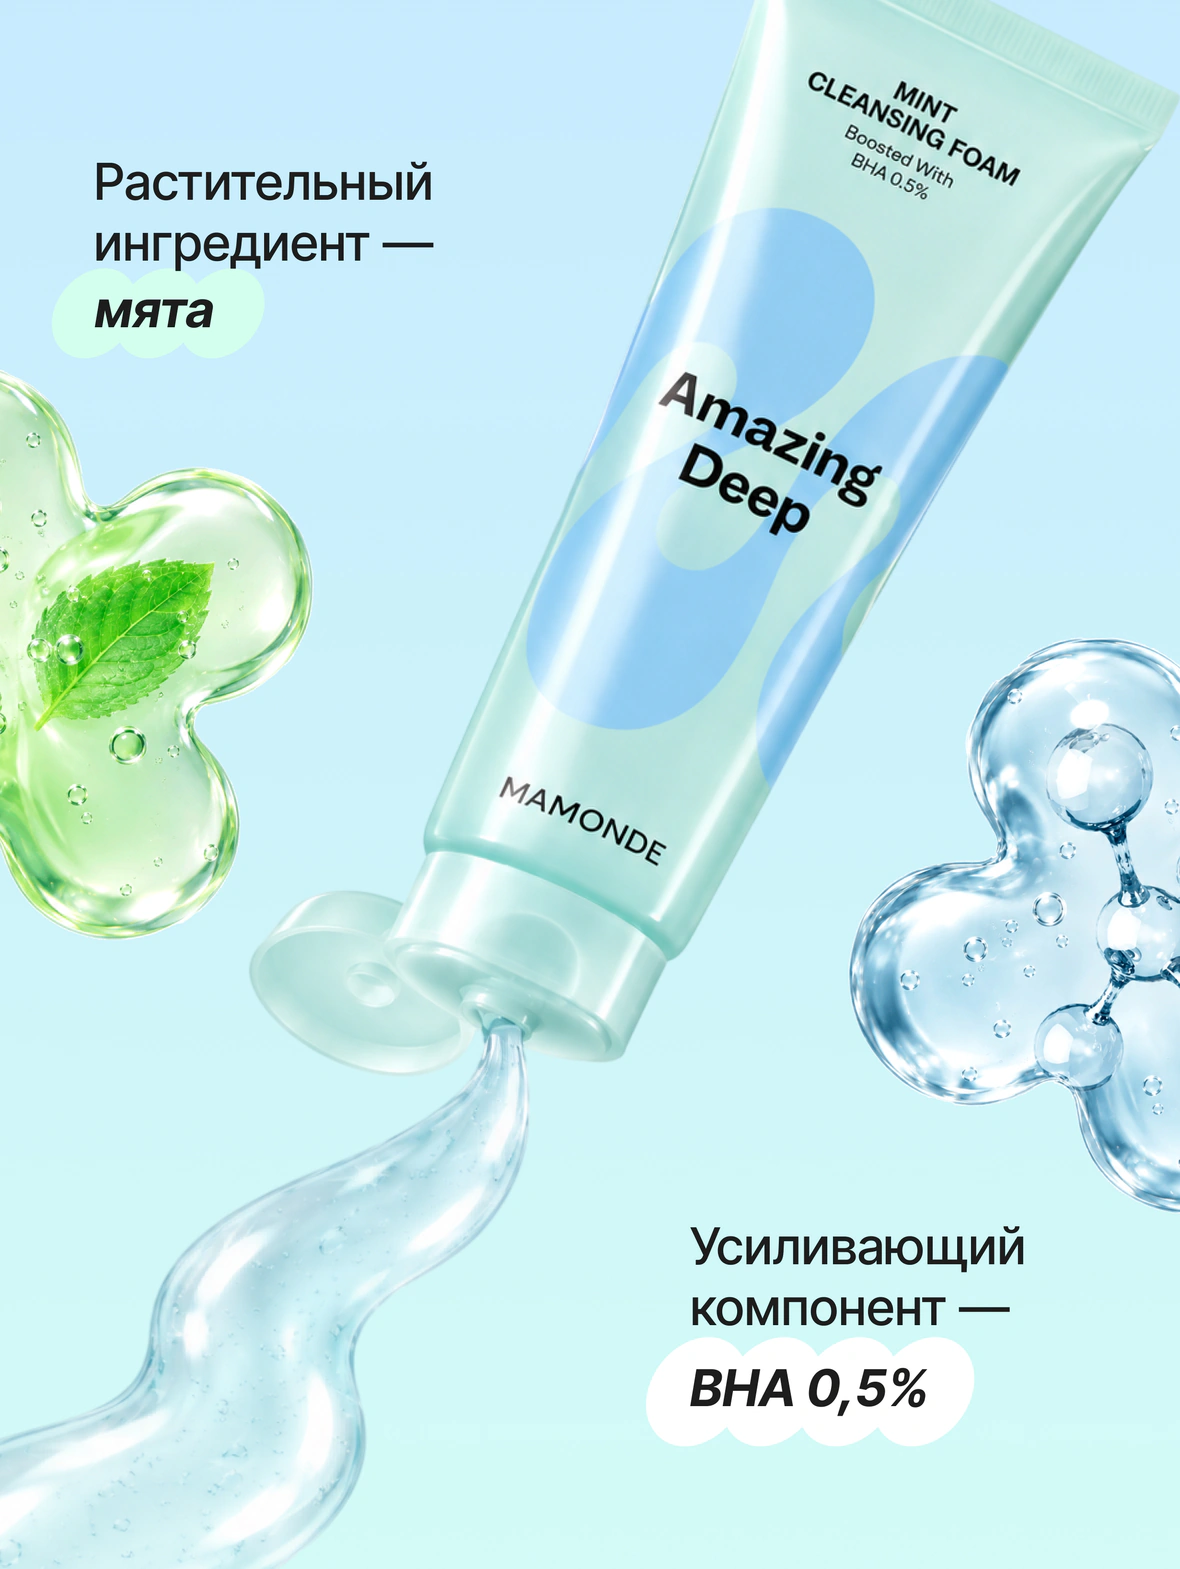 MINT
CLEANSING FOAM
Boosted With
BHA 0.5%
Растительный
ингредиент —
мята
Amazing
Deep
MAMONDE
Усиливающий
компонент —
BHA 0,5%